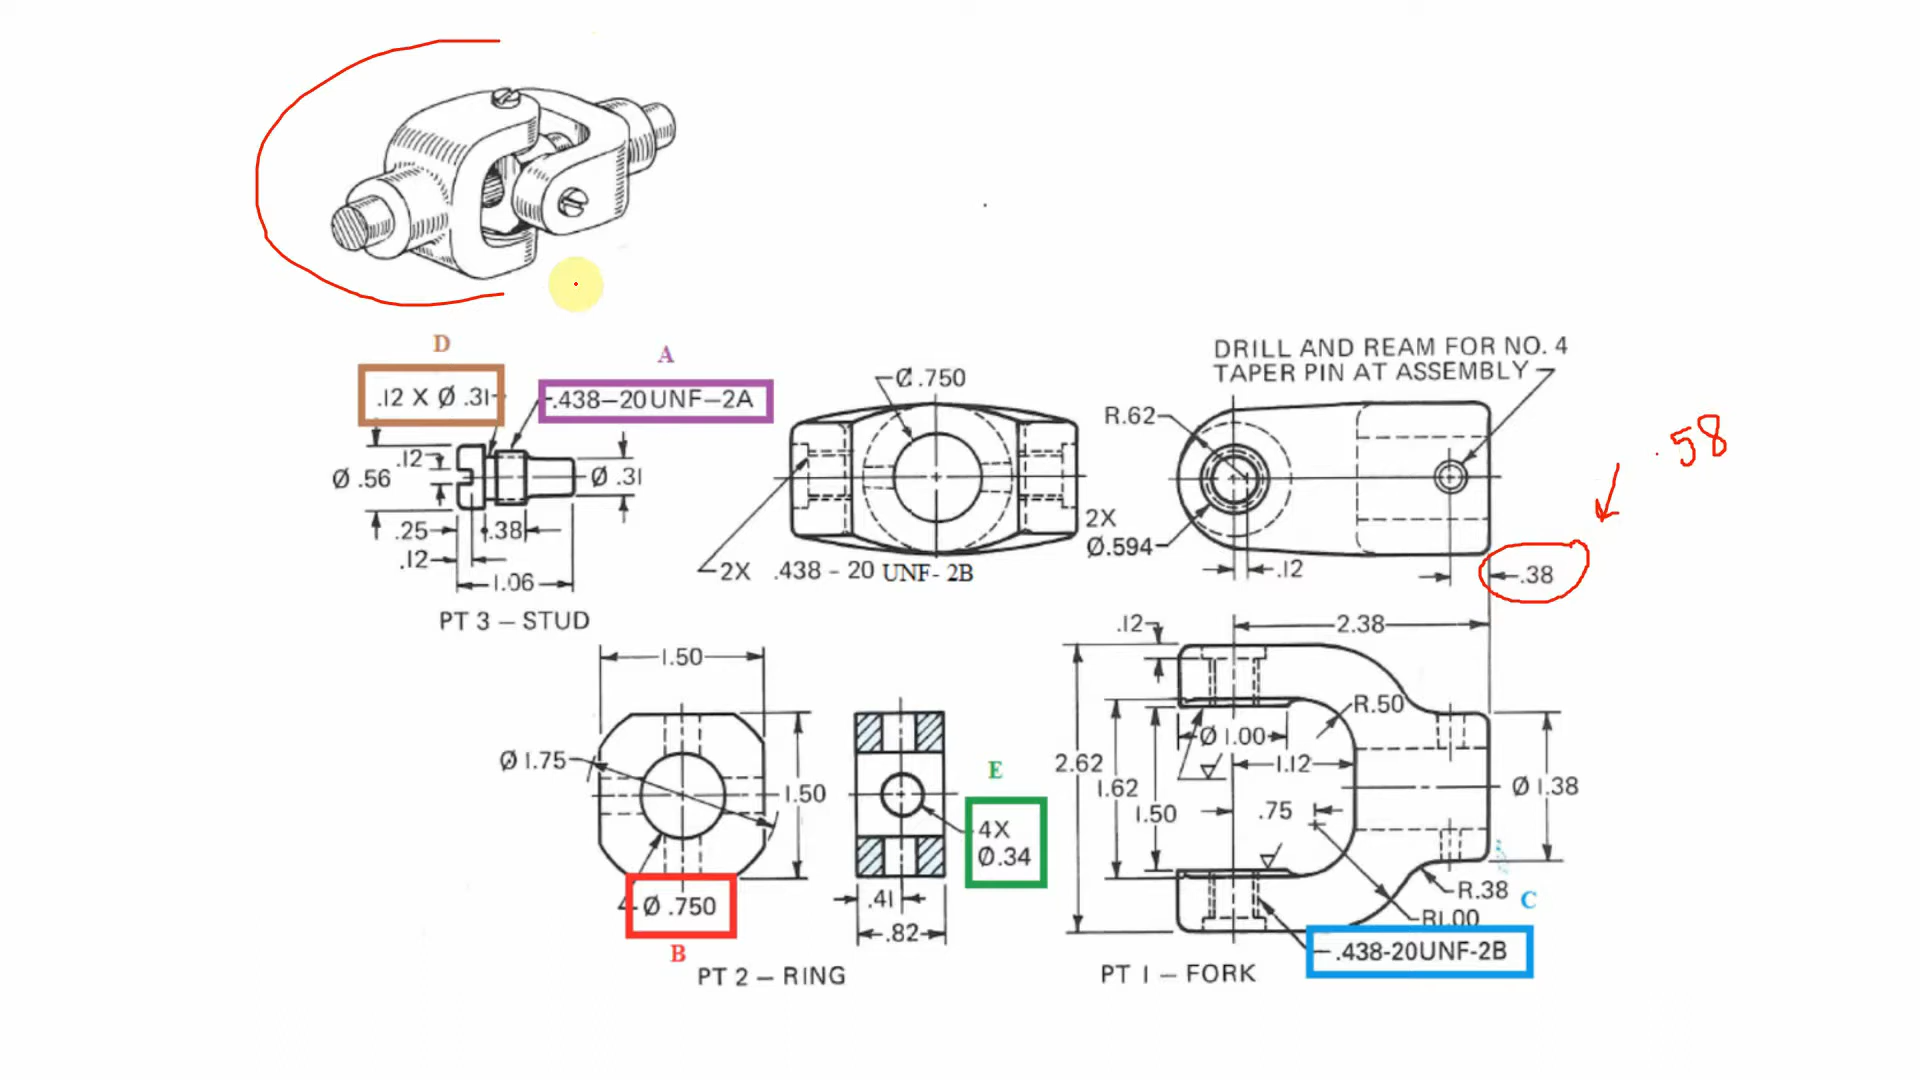 D
A
.12 X Ø .31
.438-20UNF-2A
.12
Ø .56
Ø .31
.25
.38
.12
1.06
PT 3 – STUD
Ø .750
2X .438 - 20 UNF- 2B
DRILL AND REAM FOR NO. 4
TAPER PIN AT ASSEMBLY
R.62
2X
Ø.594
.12
.38
.58
1.50
Ø 1.75
1.50
Ø .750
B
E
4X
Ø.34
.41
.82
PT 2 – RING
.12
2.38
R.50
Ø 1.00
2.62
1.62
1.12
1.50
.75
Ø 1.38
R.38
C
R1.00
.438-20UNF-2B
PT 1 – FORK